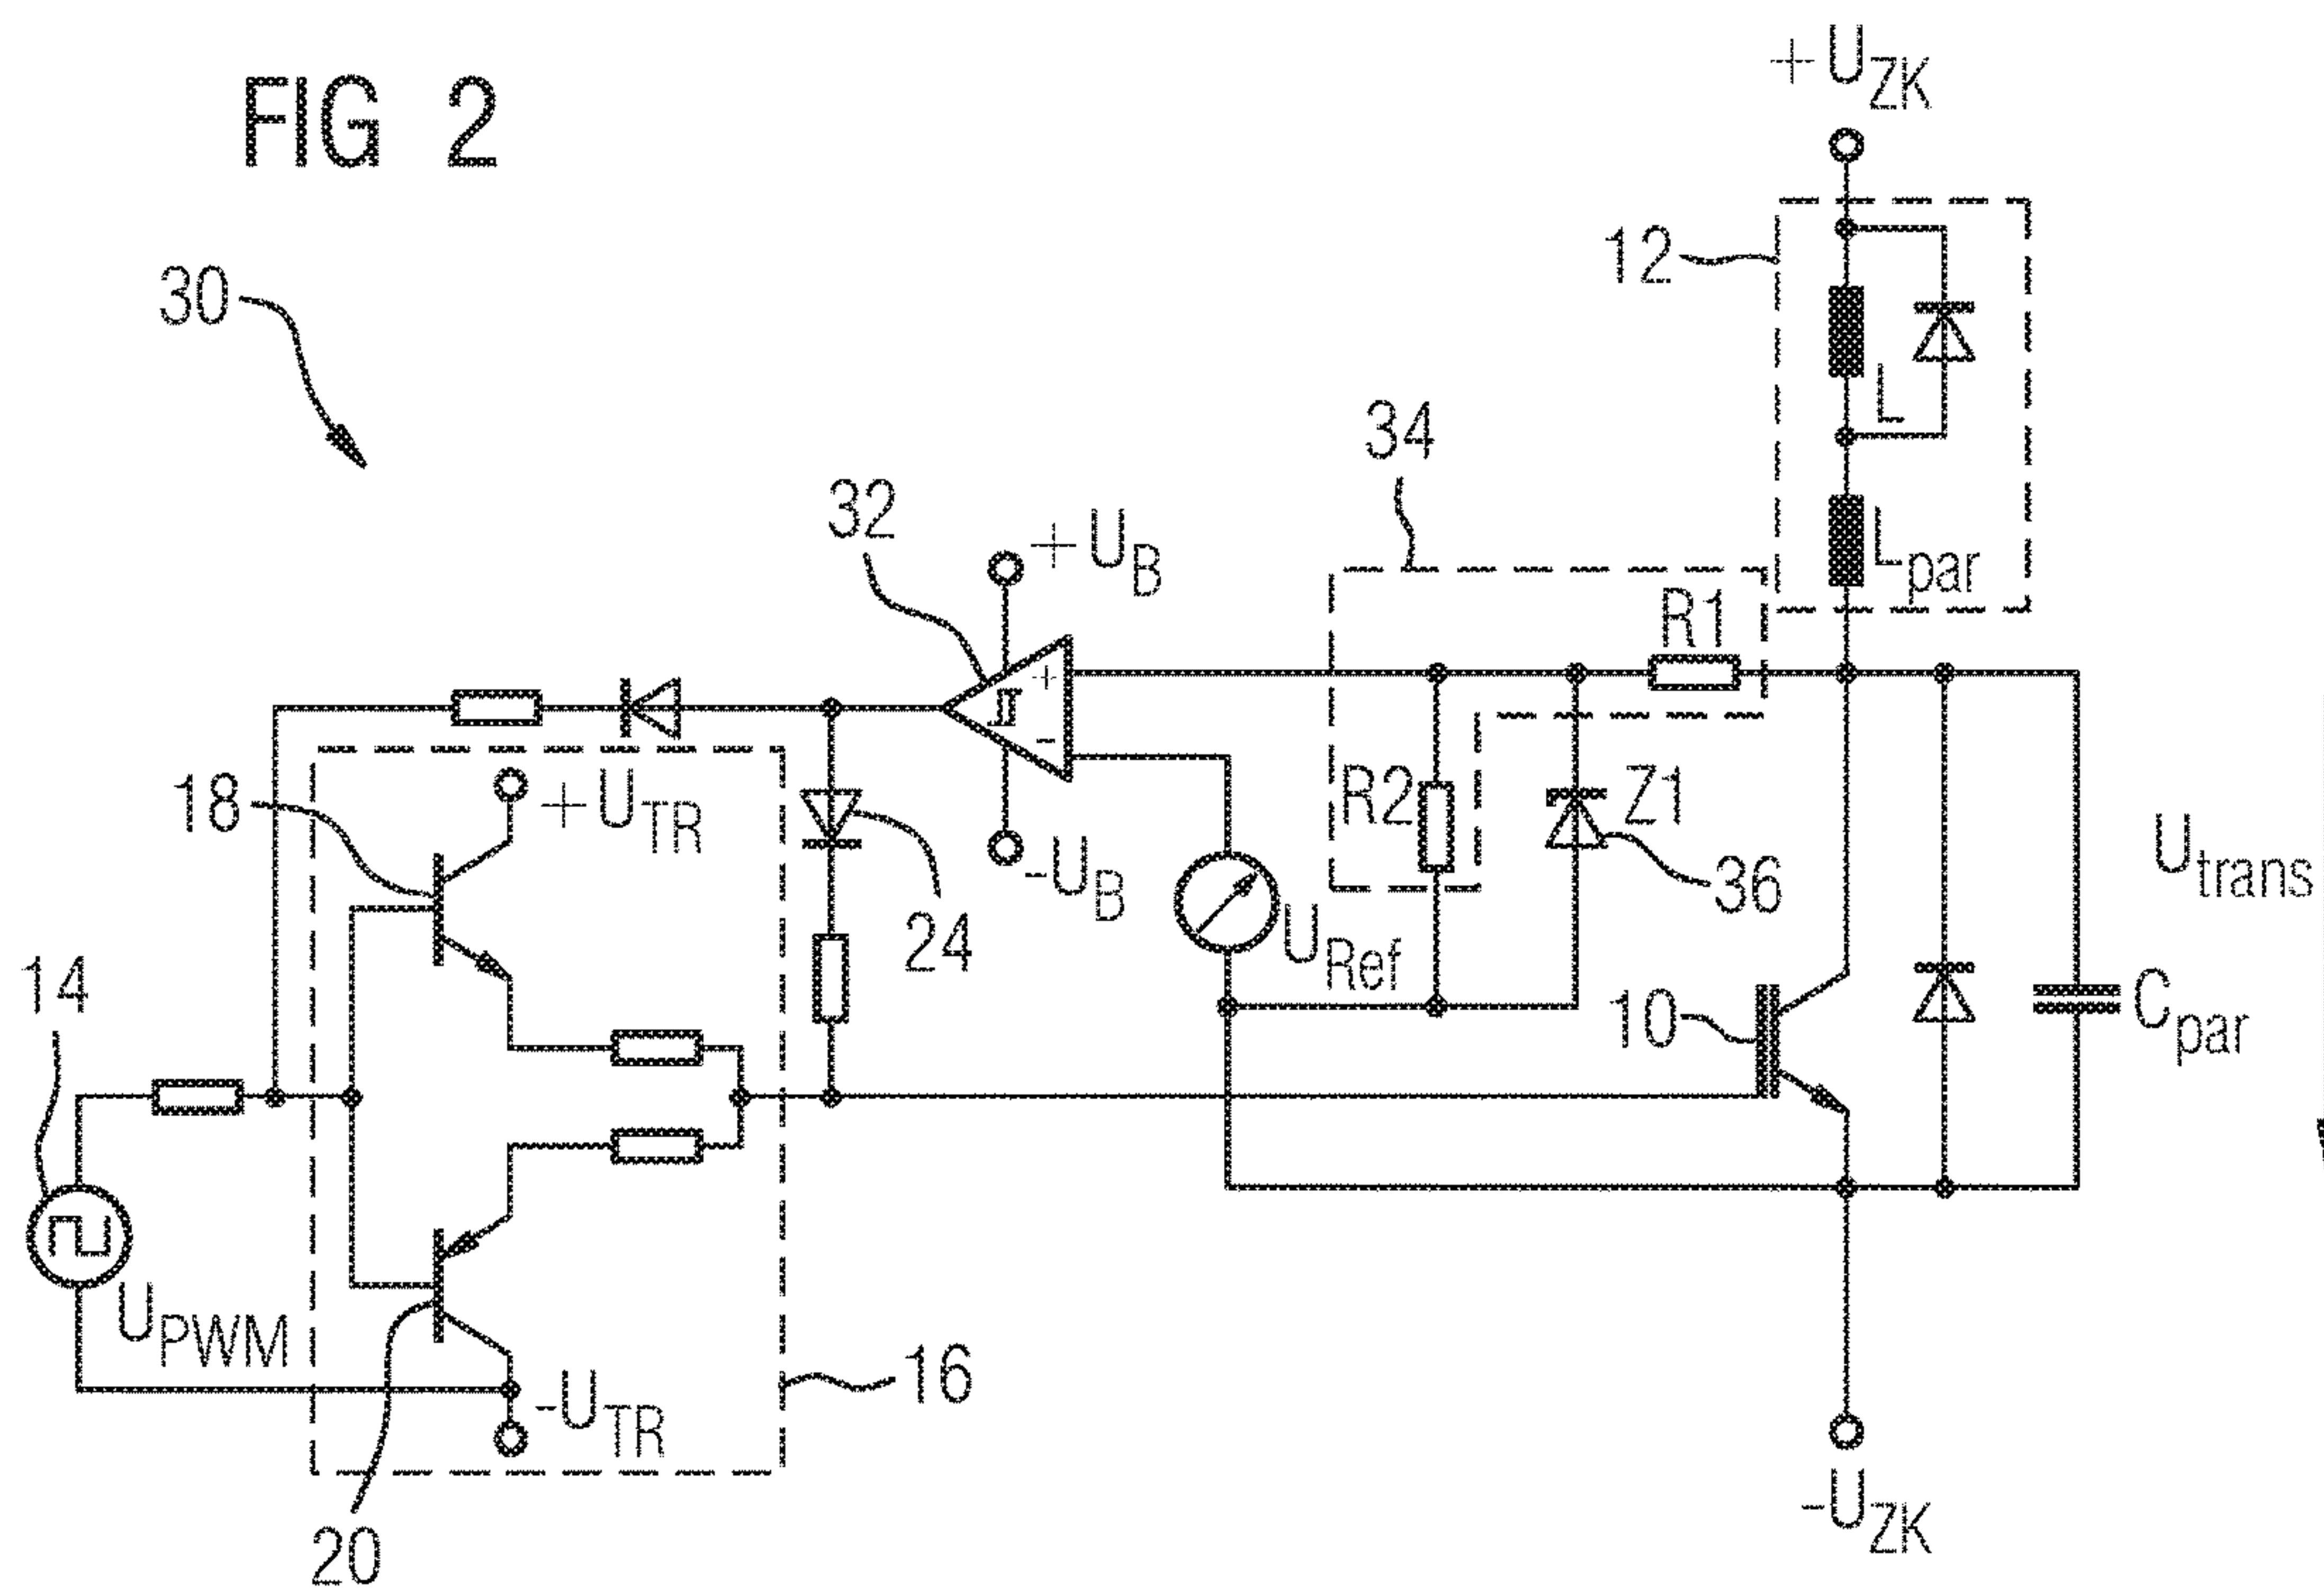 FIG 2
+U_ZK
12
30
L
34
32
+U_B
L_par
R1
+
-
18
+U_TR
R2
Z1
-U_B
36
U_trans
24
U_Ref
14
10
C_par
U_PWM
16
-U_TR
-U_ZK
20